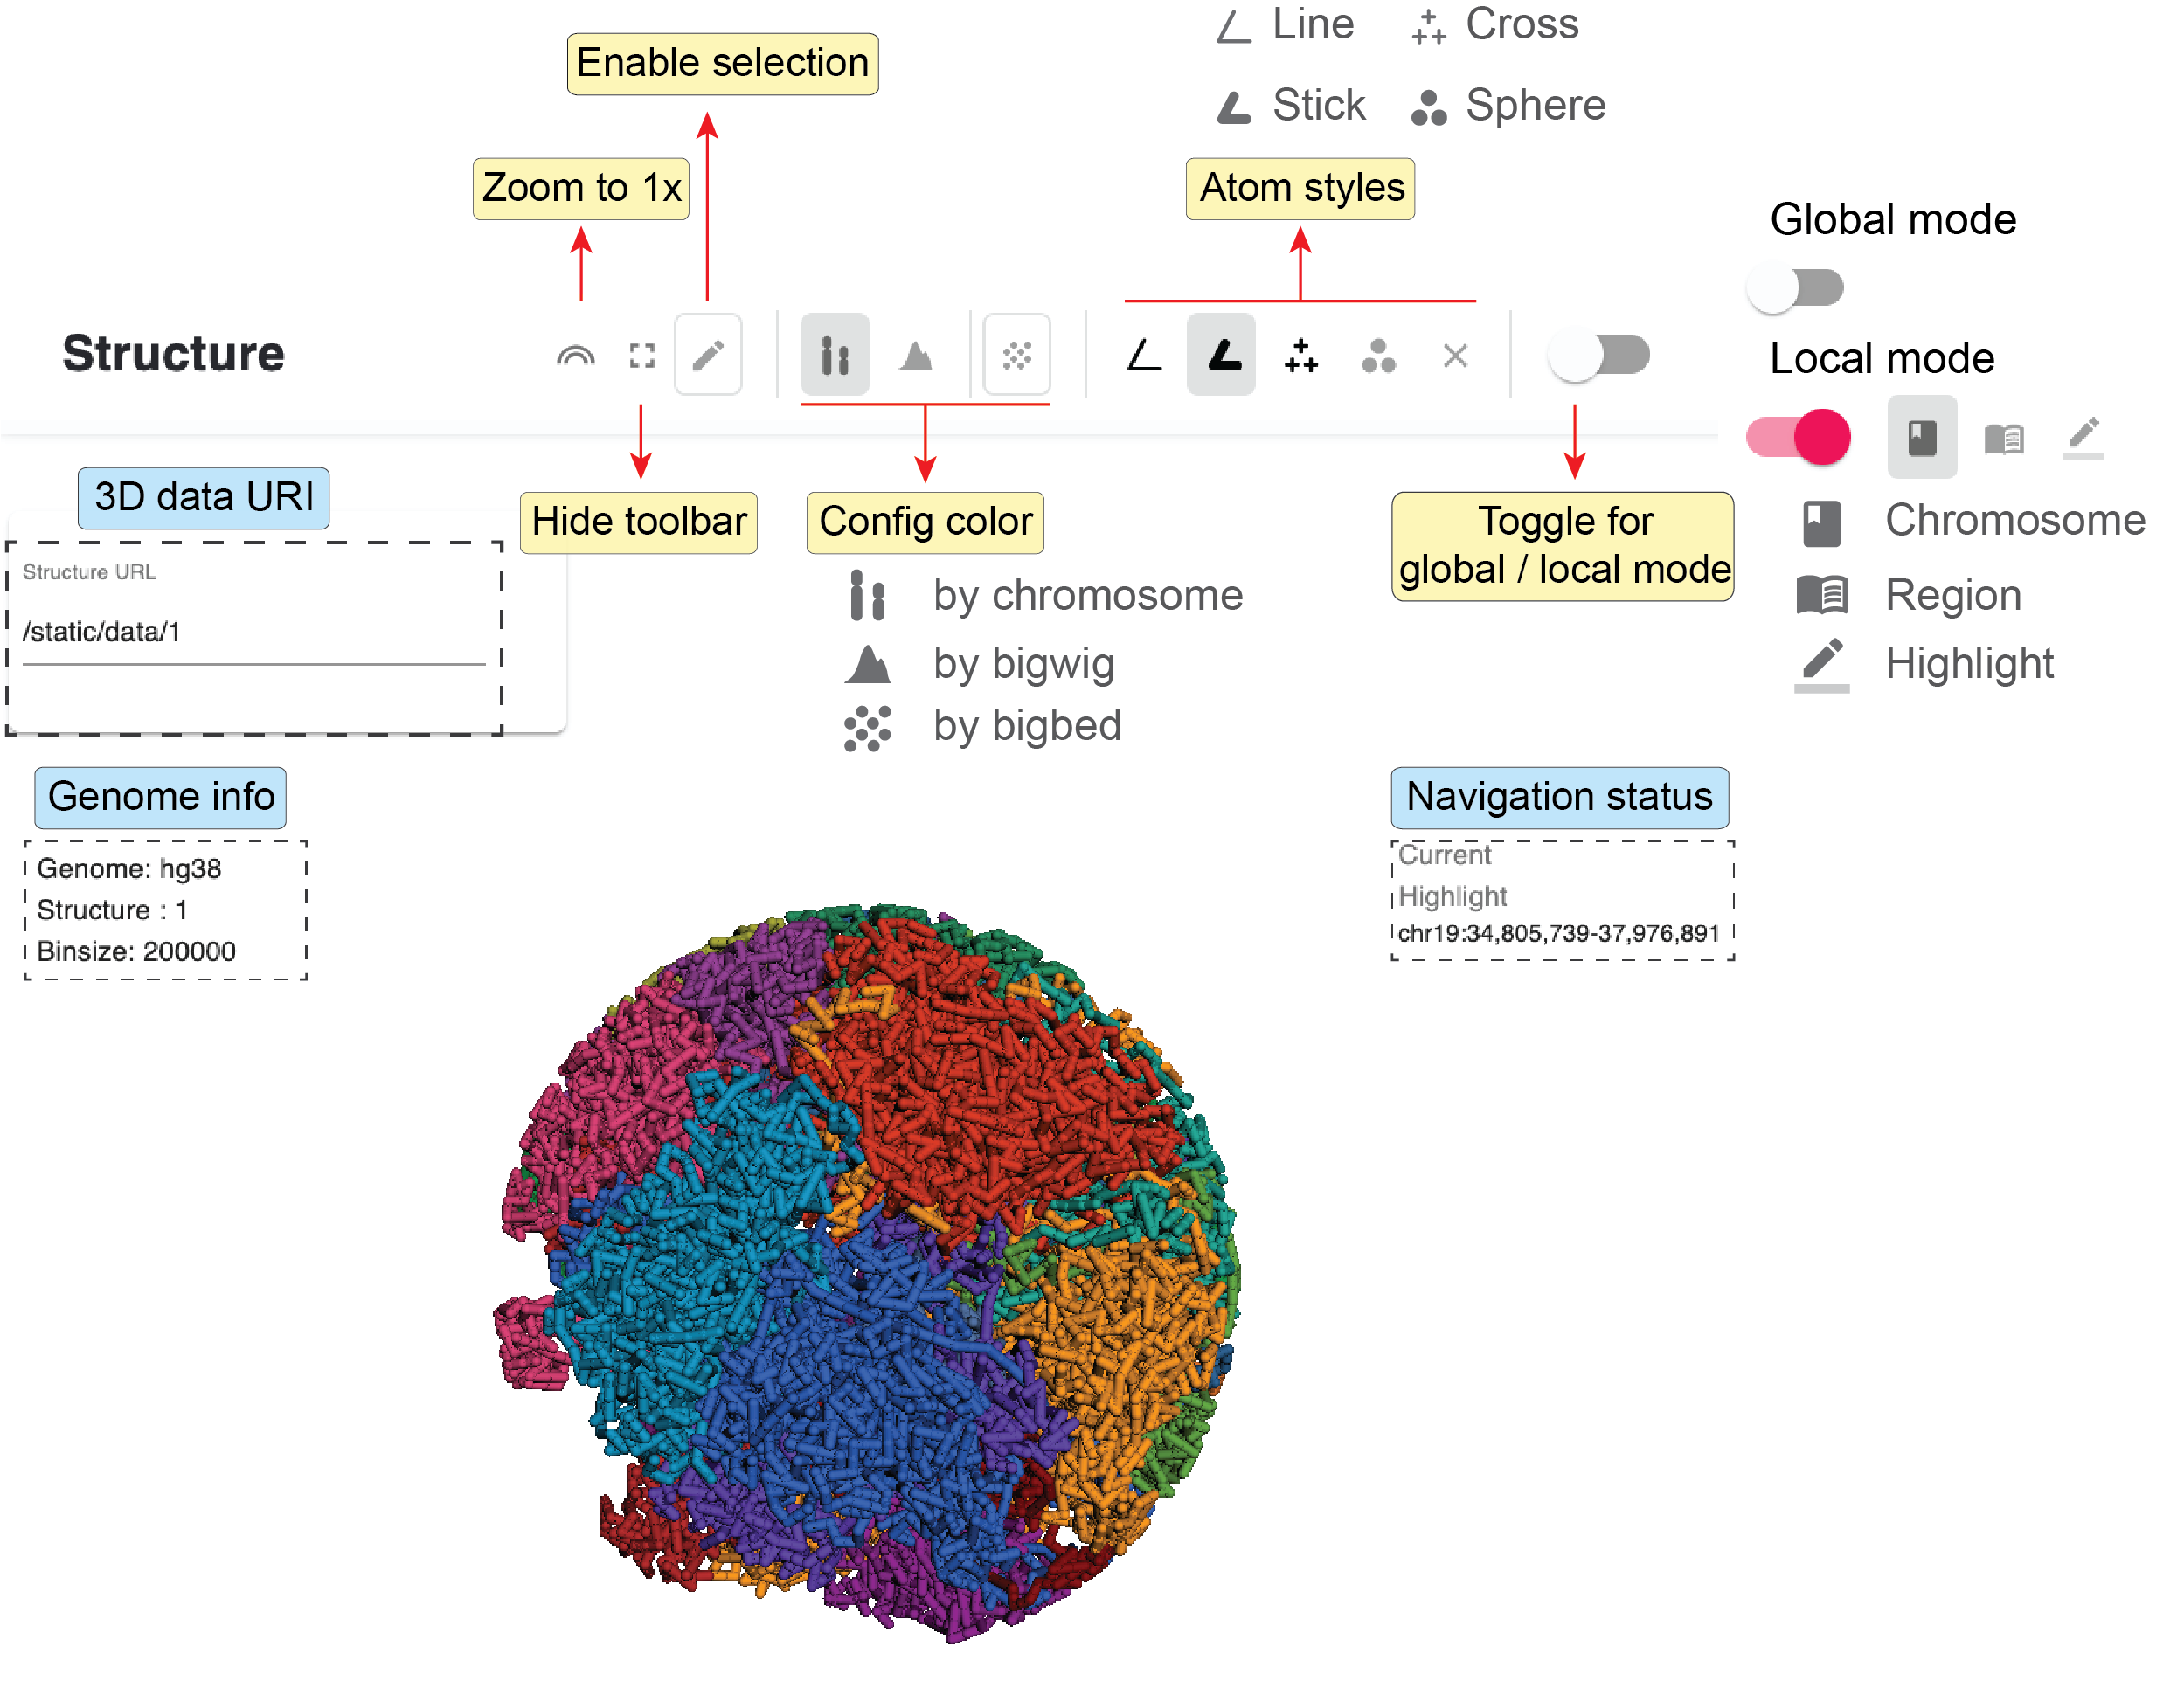 Line
Cross
Enable selection
Stick
Sphere
Zoom to 1x
Atom styles
Global mode
Structure
Local mode
3D data URI
Hide toolbar
Config color
Toggle for
global / local mode
Chromosome
Structure URL
by chromosome
Region
/static/data/1
by bigwig
Highlight
by bigbed
Genome info
Navigation status
Genome: hg38
Structure : 1
Binsize: 200000
Current
Highlight
chr19:34,805,739-37,976,891